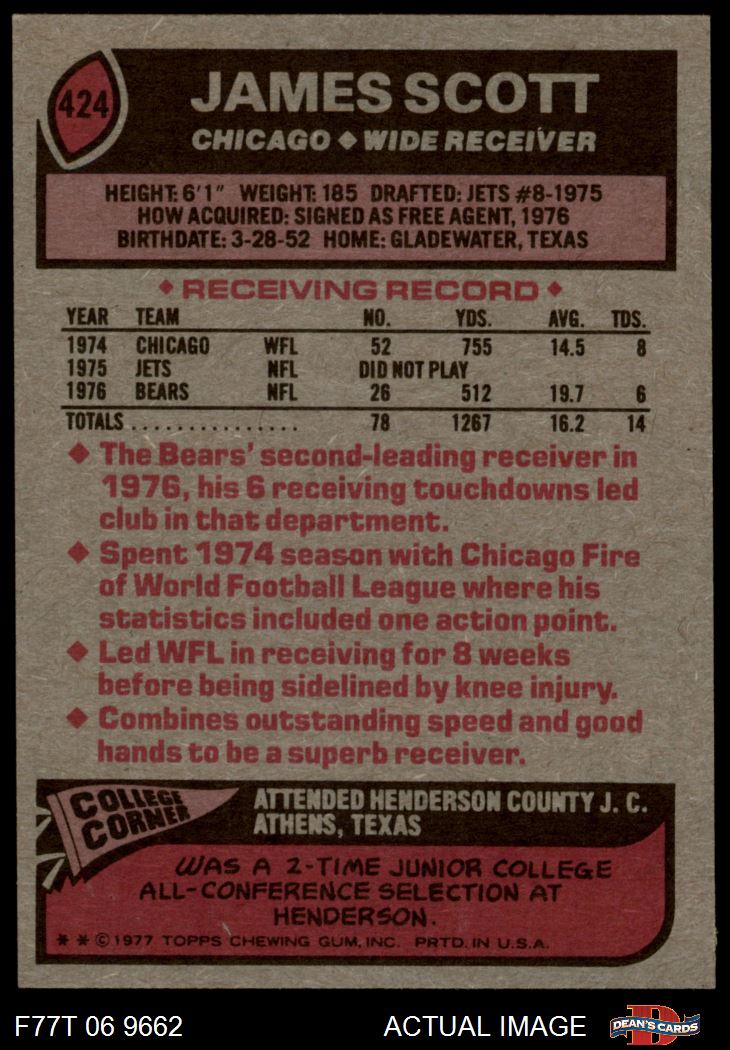 424
JAMES SCOTT
CHICAGO ◆ WIDE RECEIVER
HEIGHT: 6'1" WEIGHT: 185 DRAFTED: JETS #8-1975
HOW ACQUIRED: SIGNED AS FREE AGENT, 1976
BIRTHDATE: 3-28-52 HOME: GLADEWATER, TEXAS
◆ RECEIVING RECORD ◆
YEAR TEAM NO. YDS. AVG. TDS.
1974 CHICAGO WFL 52 755 14.5 8
1975 JETS NFL DID NOT PLAY
1976 BEARS NFL 26 512 19.7 6
TOTALS ............... 78 1267 16.2 14
◆ The Bears' second-leading receiver in
1976, his 6 receiving touchdowns led
club in that department.
◆ Spent 1974 season with Chicago Fire
of World Football League where his
statistics included one action point.
◆ Led WFL in receiving for 8 weeks
before being sidelined by knee injury.
◆ Combines outstanding speed and good
hands to be a superb receiver.
COLLEGE
CORNER
ATTENDED HENDERSON COUNTY J. C.
ATHENS, TEXAS
WAS A 2-TIME JUNIOR COLLEGE
ALL-CONFERENCE SELECTION AT
HENDERSON.
* * © 1977 TOPPS CHEWING GUM, INC. PRTD. IN U.S.A.
F77T 06 9662 ACTUAL IMAGE
D
DEAN'S CARDS